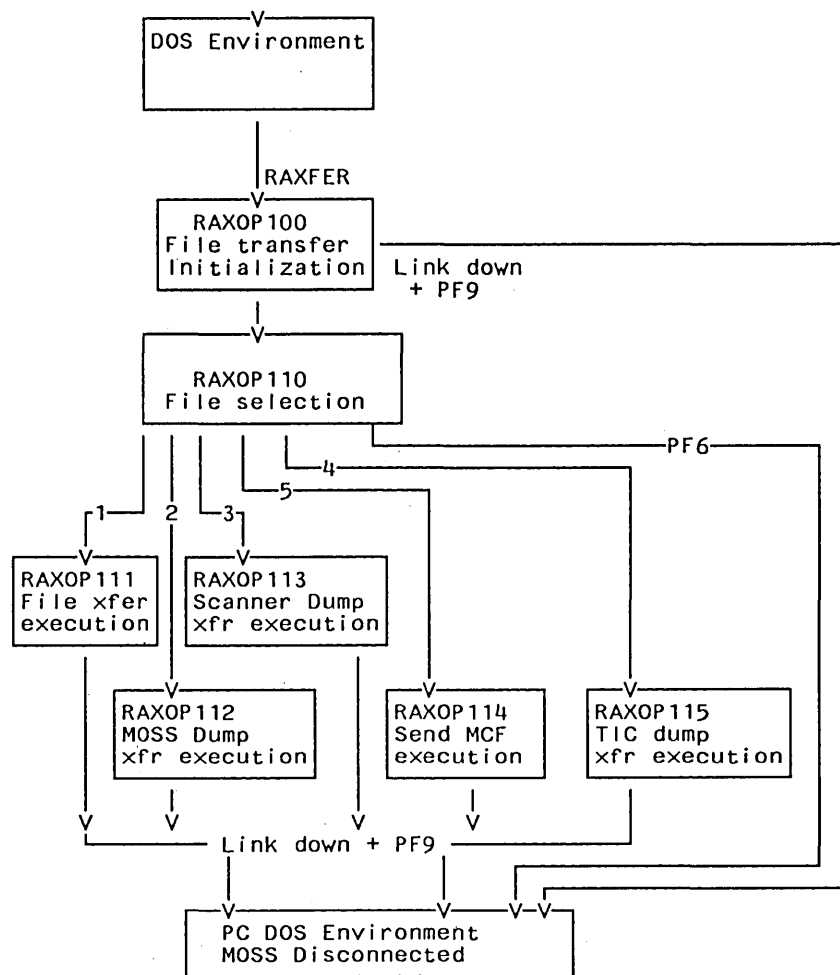 DOS Environment
RAXFER
RAXOP100
File transfer
Initialization
Link down
+ PF9
RAXOP110
File selection
PF6
4
5
1
2
3
RAXOP111
File xfer
execution
RAXOP113
Scanner Dump
xfr execution
RAXOP112
MOSS Dump
xfr execution
RAXOP114
Send MCF
execution
RAXOP115
TIC dump
xfr execution
Link down + PF9
PC DOS Environment
MOSS Disconnected